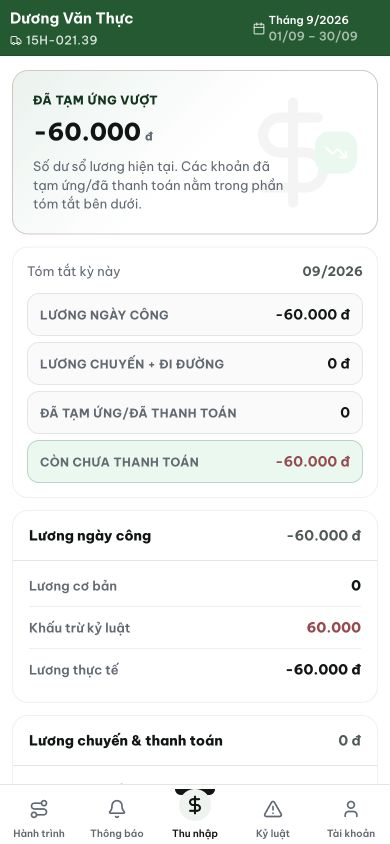 Dương Văn Thực
15H-021.39
Tháng 9/2026
01/09 – 30/09
ĐÃ TẠM ỨNG VƯỢT
-60.000 đ
Số dư sổ lương hiện tại. Các khoản đã
tạm ứng/đã thanh toán nằm trong phần
tóm tắt bên dưới.
Tóm tắt kỳ này 09/2026
LƯƠNG NGÀY CÔNG -60.000 đ
LƯƠNG CHUYẾN + ĐI ĐƯỜNG 0 đ
ĐÃ TẠM ỨNG/ĐÃ THANH TOÁN 0
CÒN CHƯA THANH TOÁN -60.000 đ
Lương ngày công -60.000 đ
Lương cơ bản 0
Khấu trừ kỷ luật 60.000
Lương thực tế -60.000 đ
Lương chuyến & thanh toán 0 đ
Hành trình Thông báo Thu nhập Kỷ luật Tài khoản